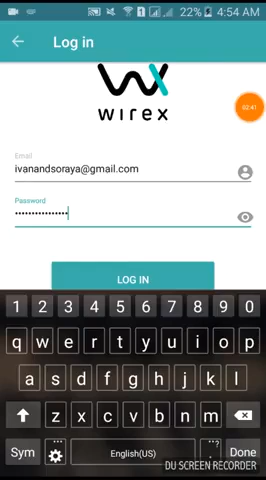 22% 4:54 AM
Log in
wirex
02:41
Email
ivanandsoraya@gmail.com
Password
••••••••••••••••
LOG IN
1 2 3 4 5 6 7 8 9 0
q w e r t y u i o p
a s d f g h j k l
z x c v b n m
Sym English(US) .,? Done
DU SCREEN RECORDER